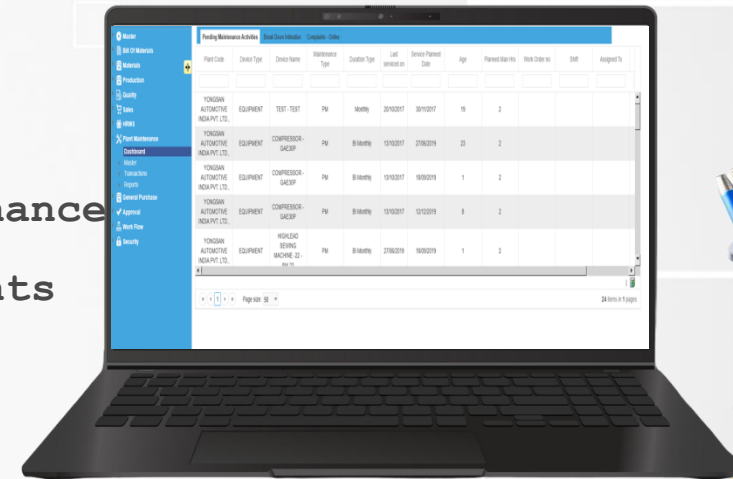 nance
nts
Master
Bill Of Materials
Materials
Production
Quality
Sales
HRMS
Plant Maintenance
Dashboard
Master
Transactions
Reports
General Purchase
Approval
Work Flow
Security
Pending Maintenance Activities Break Down Intimation Complaints - Online
Plant Code Device Type Device Name Maintenance Type Duration Type Last serviced on Service Planned Date Age Planned Man Hrs Work Order no Shift Assigned To
YONGSAN AUTOMOTIVE INDIA PVT. LTD., EQUIPMENT TEST - TEST PM Monthly 20/10/2017 30/11/2017 19 2
YONGSAN AUTOMOTIVE INDIA PVT. LTD., EQUIPMENT COMPRESSOR - GAE30P PM Bi Monthly 13/10/2017 27/06/2019 23 2
YONGSAN AUTOMOTIVE INDIA PVT. LTD., EQUIPMENT COMPRESSOR - GAE30P PM Bi Monthly 13/10/2017 19/09/2019 1 2
YONGSAN AUTOMOTIVE INDIA PVT. LTD., EQUIPMENT COMPRESSOR - GAE30P PM Bi Monthly 13/10/2017 12/12/2019 8 2
YONGSAN AUTOMOTIVE INDIA PVT. LTD., EQUIPMENT HIGHLEAD SEWING MACHINE -22 - PM Bi Monthly 27/06/2019 19/09/2019 1 2
1 Page size: 50 24 items in 1 pages